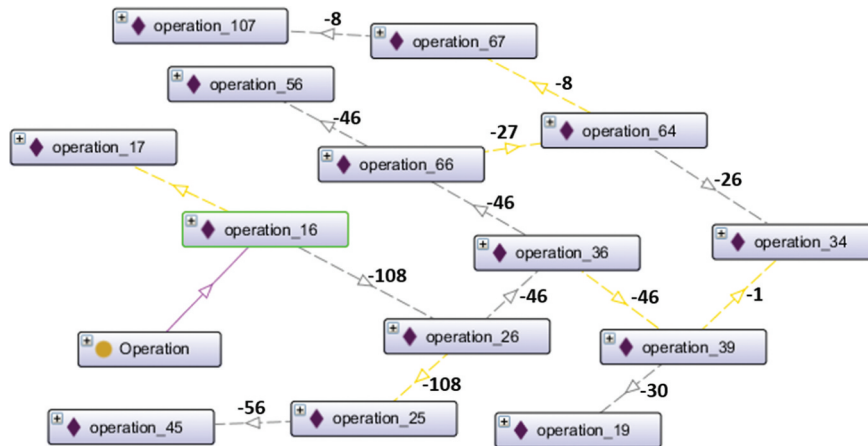 operation_107
-8
operation_67
operation_56
-8
-46
-27
operation_64
operation_17
operation_66
-26
-46
operation_16
operation_36
operation_34
-108
-46
-46
-1
Operation
operation_26
operation_39
-108
-30
-56
operation_45
operation_25
operation_19